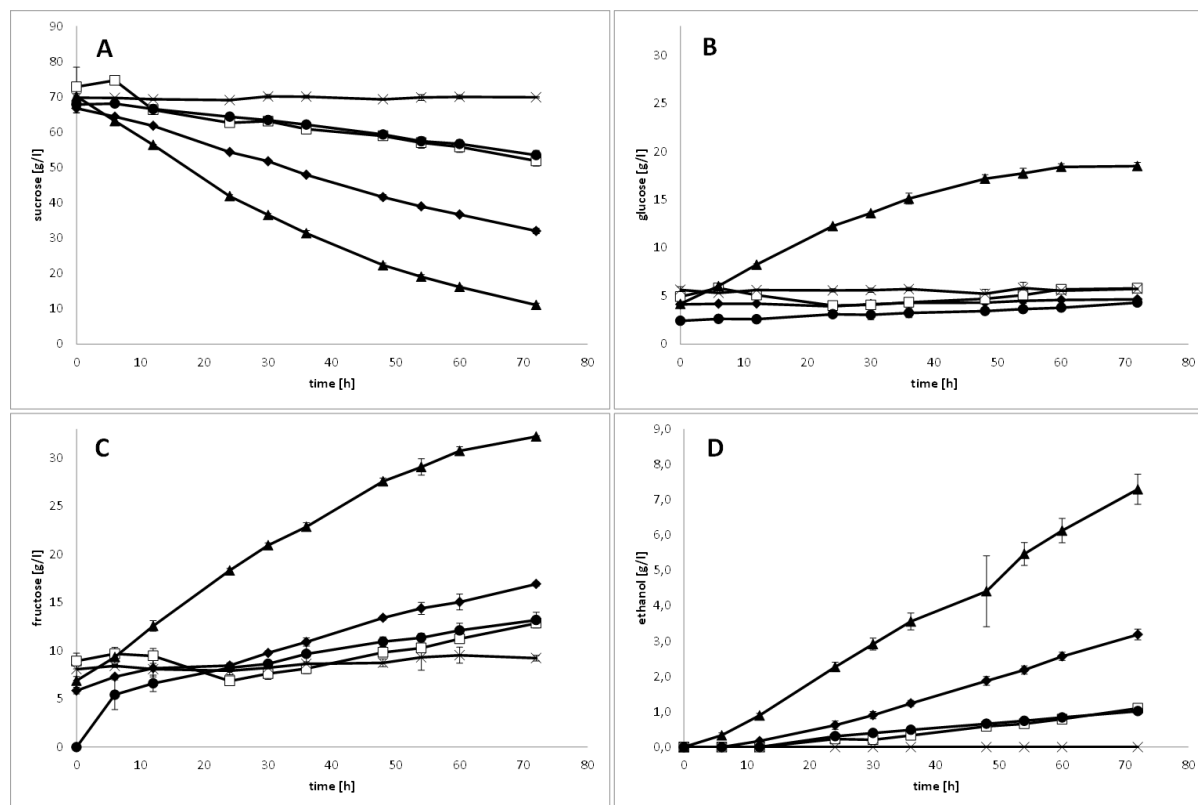 A
sucrose [g/l]
90
80
70
60
50
40
30
20
10
0
0 10 20 30 40 50 60 70 80
time [h]
B
glucose [g/l]
30
25
20
15
10
5
0
0 10 20 30 40 50 60 70 80
time [h]
C
fructose [g/l]
30
25
20
15
10
5
0
0 10 20 30 40 50 60 70 80
time [h]
D
ethanol [g/l]
9,0
8,0
7,0
6,0
5,0
4,0
3,0
2,0
1,0
0,0
0 10 20 30 40 50 60 70 80
time [h]